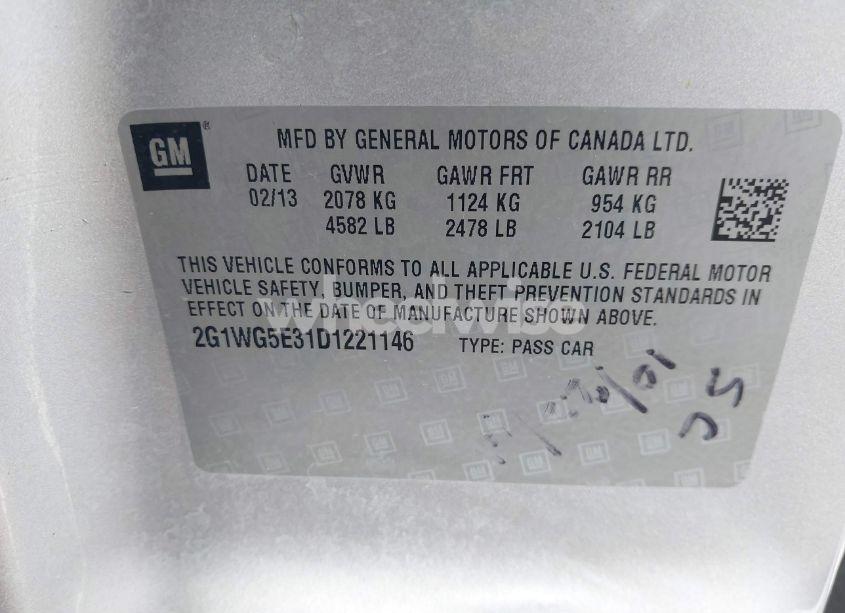 GM ®
MFD BY GENERAL MOTORS OF CANADA LTD.
DATE GVWR GAWR FRT GAWR RR
02/13 2078 KG 1124 KG 954 KG
4582 LB 2478 LB 2104 LB
THIS VEHICLE CONFORMS TO ALL APPLICABLE U.S. FEDERAL MOTOR
VEHICLE SAFETY, BUMPER, AND THEFT PREVENTION STANDARDS IN
EFFECT ON THE DATE OF MANUFACTURE SHOWN ABOVE.
wheelwise
2G1WG5E31D1221146 TYPE: PASS CAR